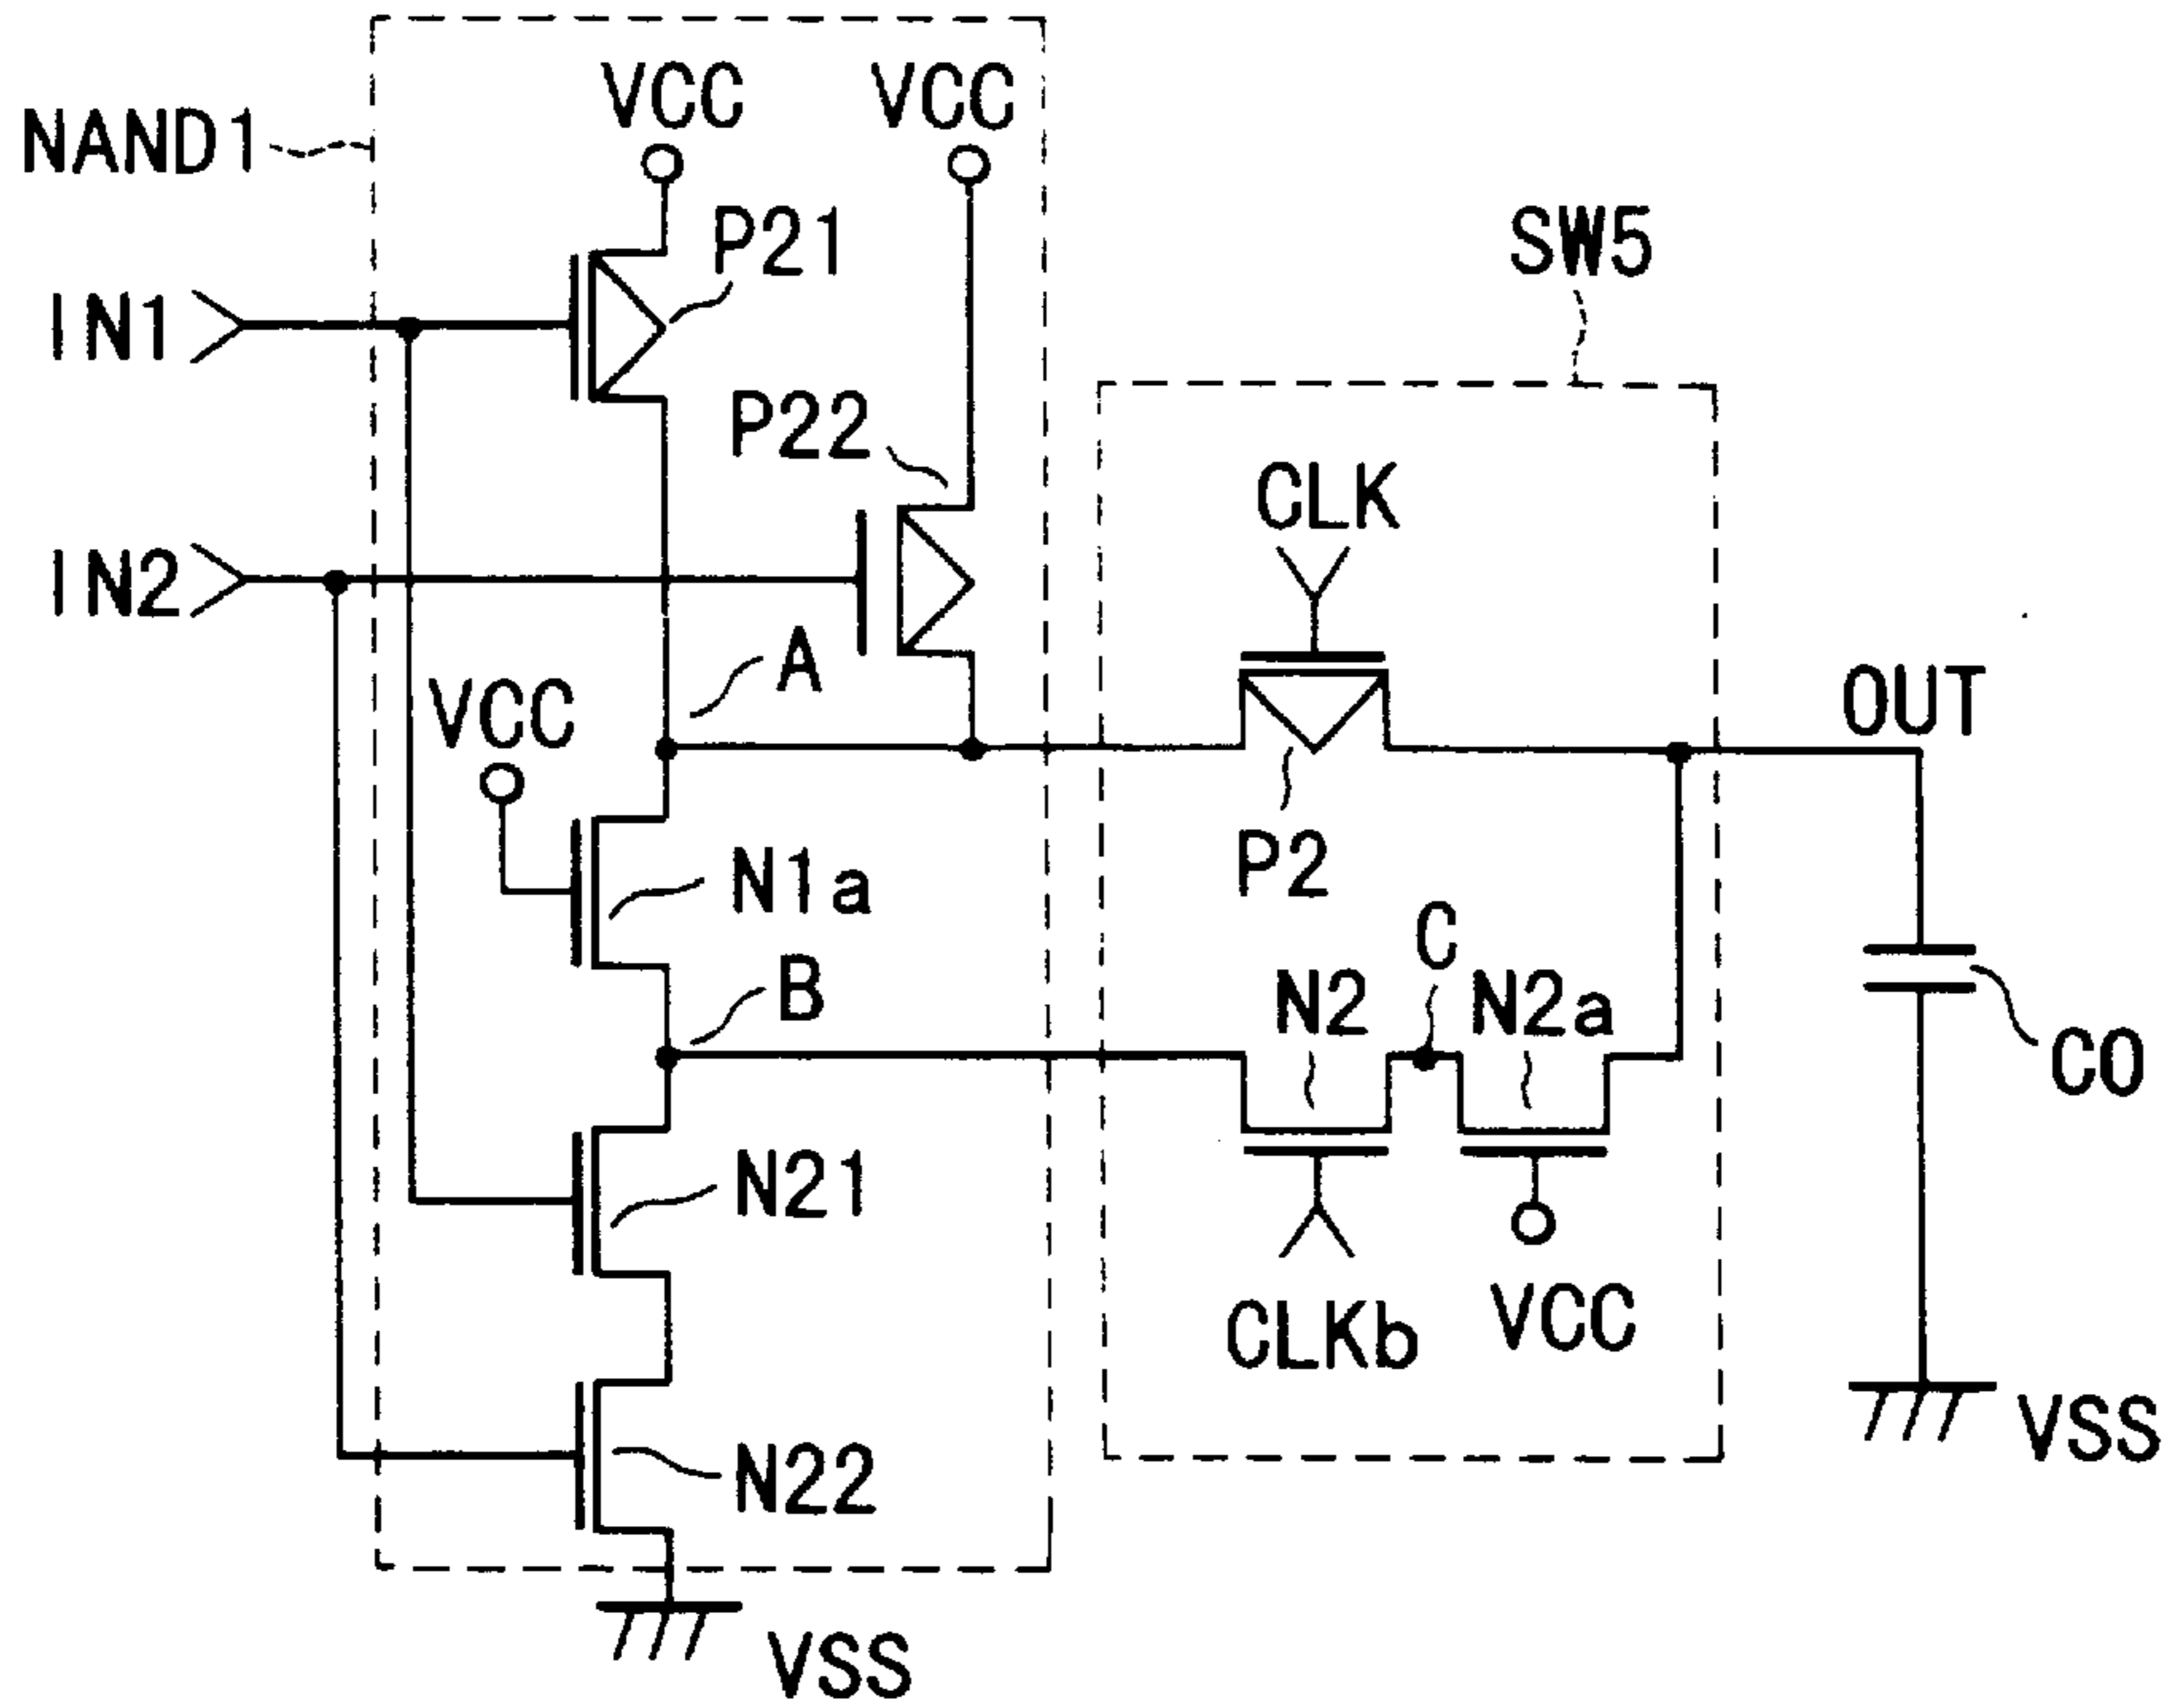 VCC
VCC
NAND1
P21
SW5
IN1
P22
CLK
IN2
A
VCC
OUT
P2
N1a
C
B
N2
N2a
C0
N21
CLKb
VCC
VSS
N22
VSS